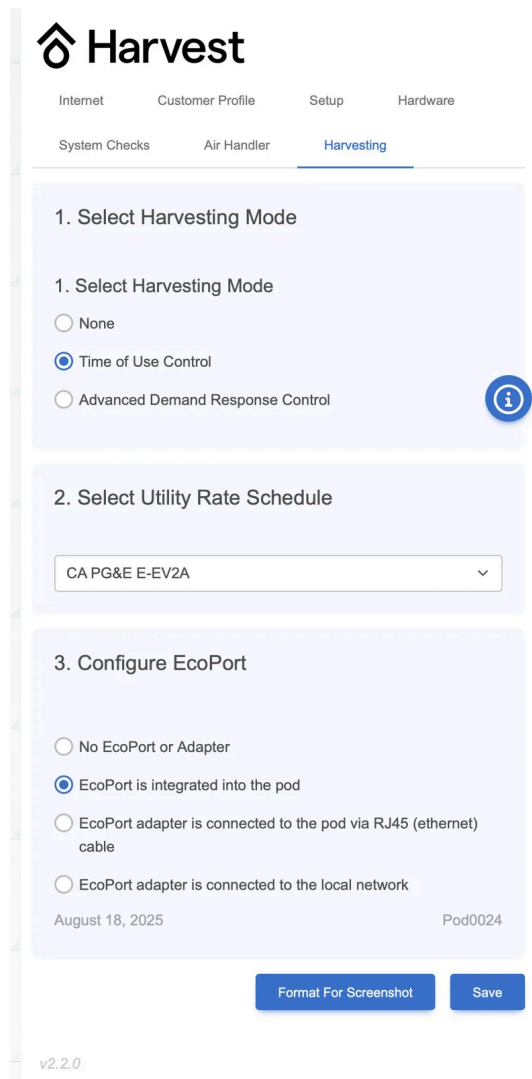 Harvest
Internet Customer Profile Setup Hardware
System Checks Air Handler Harvesting
1. Select Harvesting Mode
1. Select Harvesting Mode
None
Time of Use Control
Advanced Demand Response Control
i
2. Select Utility Rate Schedule
CA PG&E E-EV2A
3. Configure EcoPort
No EcoPort or Adapter
EcoPort is integrated into the pod
EcoPort adapter is connected to the pod via RJ45 (ethernet)
cable
EcoPort adapter is connected to the local network
August 18, 2025 Pod0024
Format For Screenshot Save
v2.2.0